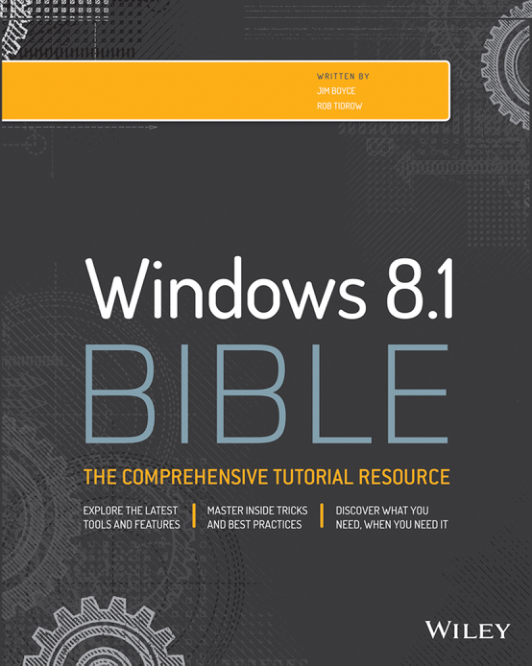 WRITTEN BY
JIM BOYCE
ROB TIDROW
Windows 8.1
BIBLE
THE COMPREHENSIVE TUTORIAL RESOURCE
EXPLORE THE LATEST
TOOLS AND FEATURES
MASTER INSIDE TRICKS
AND BEST PRACTICES
DISCOVER WHAT YOU
NEED, WHEN YOU NEED IT
WILEY